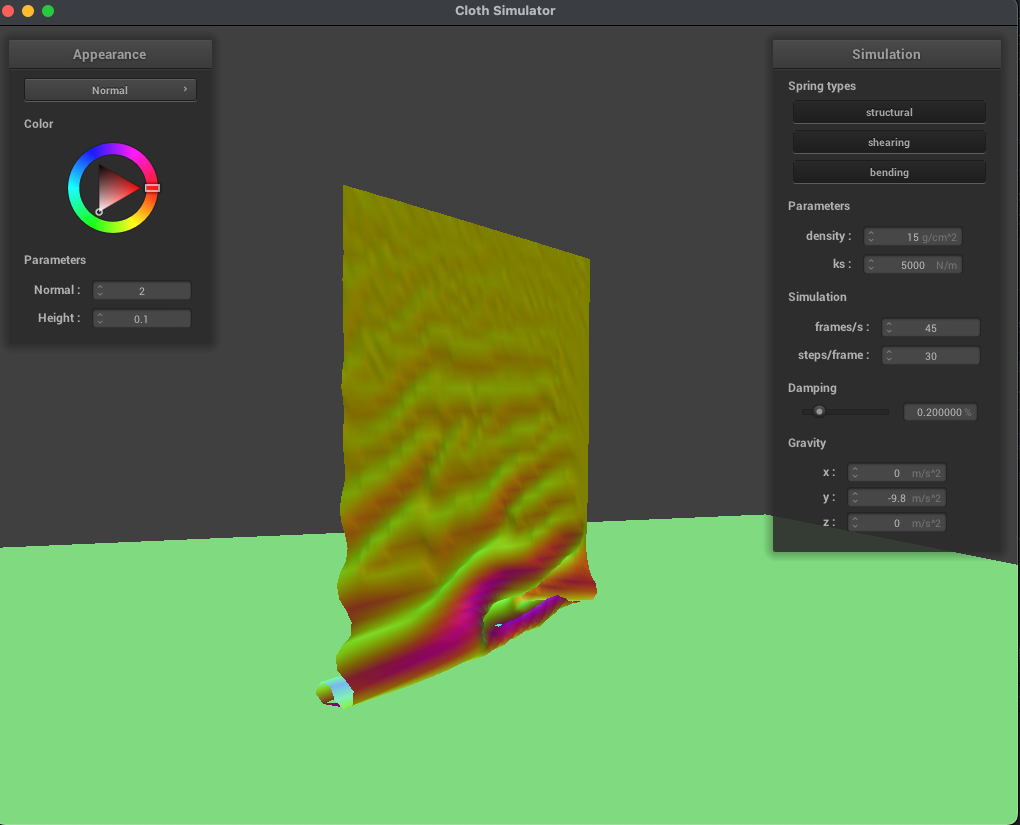 Cloth Simulator
Appearance
Normal
Color
Parameters
Normal : 2
Height : 0.1
Simulation
Spring types
structural
shearing
bending
Parameters
density : 15 g/cm^2
ks : 5000 N/m
Simulation
frames/s : 45
steps/frame : 30
Damping
0.200000 %
Gravity
x : 0 m/s^2
y : -9.8 m/s^2
z : 0 m/s^2